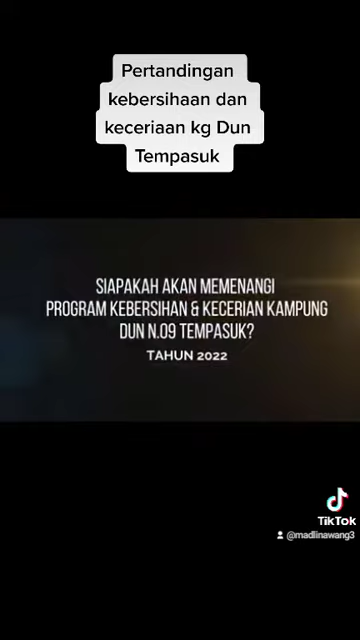 Pertandingan
kebersihaan dan
keceriaan kg Dun
Tempasuk
SIAPAKAH AKAN MEMENANGI
PROGRAM KEBERSIHAN & KECERIAN KAMPUNG
DUN N.09 TEMPASUK?
TAHUN 2022
TikTok
@madlinawang3